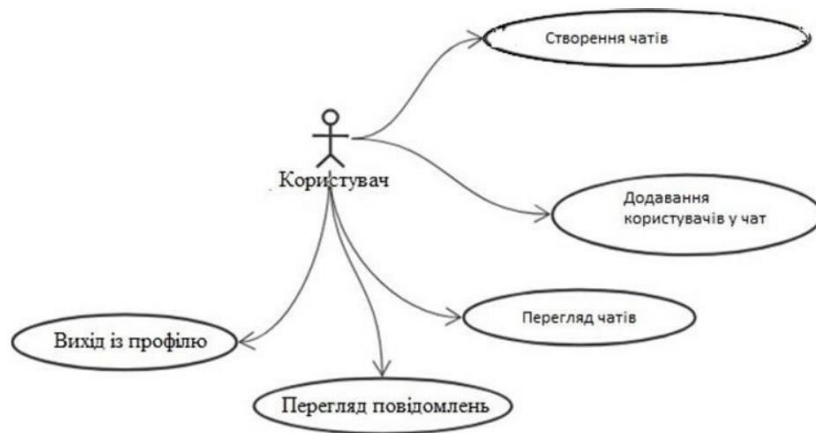 Створення чатів
Користувач
Додавання
користувачів у чат
Перегляд чатів
Вихід із профілю
Перегляд повідомлень